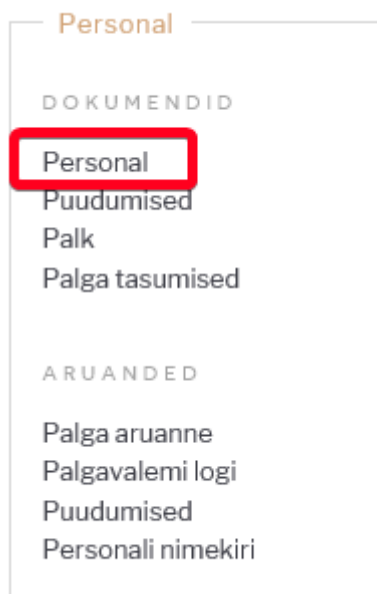 Personal
DOKUMENDID
Personal
Puudumised
Palk
Palga tasumised
ARUANDED
Palga aruanne
Palgavalemi logi
Puudumised
Personali nimekiri